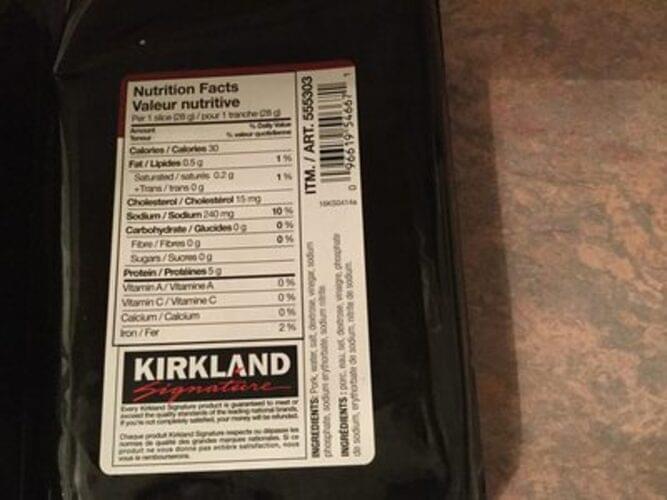 Nutrition Facts
Valeur nutritive
Per 1 slice (28 g) / pour 1 tranche (28 g)
Amount % Daily Value
Teneur % valeur quotidienne
Calories / Calories 30
Fat / Lipides 0.5 g 1 %
Saturated / saturés 0.2 g 1 %
+Trans / trans 0 g
Cholesterol / Cholestérol 15 mg
Sodium / Sodium 240 mg 10 %
Carbohydrate / Glucides 0 g 0 %
Fibre / Fibres 0 g 0 %
Sugars / Sucres 0 g
Protein / Protéines 5 g
Vitamin A / Vitamine A 0 %
Vitamin C / Vitamine C 0 %
Calcium / Calcium 0 %
Iron / Fer 2 %
KIRKLAND
Signature
Every Kirkland Signature product is guaranteed to meet or
exceed the quality standards of the leading national brands.
If you're not completely satisfied, your money will be refunded.
Chaque produit Kirkland Signature respecte ou dépasse les
normes de qualité des grandes marques nationales. Si ce
produit ne vous donne pas entière satisfaction, nous
vous le rembourserons.
ITM. / ART. 555303
0 96619 54667 1
INGREDIENTS: Pork, water, salt, dextrose, vinegar, sodium
phosphate, sodium erythorbate, sodium nitrite.
INGRÉDIENTS : porc, eau, sel, dextrose, vinaigre, phosphate
de sodium, érythorbate de sodium, nitrite de sodium.